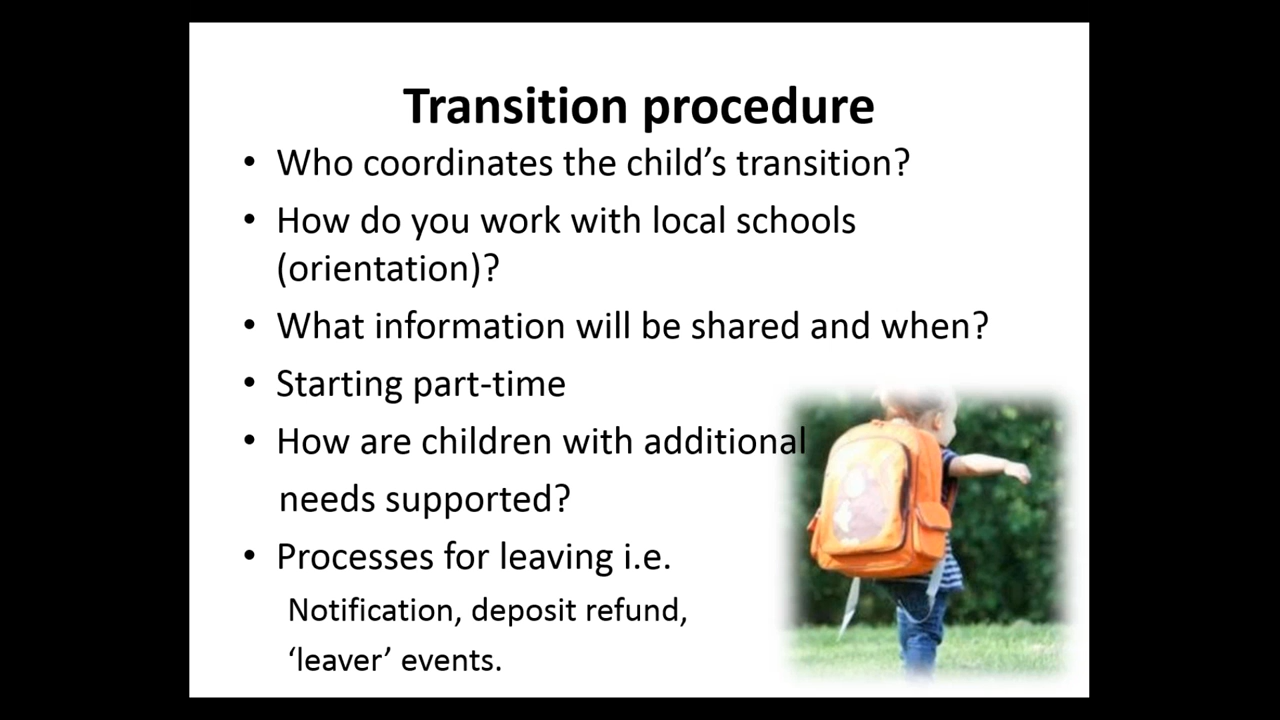 Transition procedure
• Who coordinates the child’s transition?
• How do you work with local schools
(orientation)?
• What information will be shared and when?
• Starting part-time
• How are children with additional
needs supported?
• Processes for leaving i.e.
Notification, deposit refund,
‘leaver’ events.